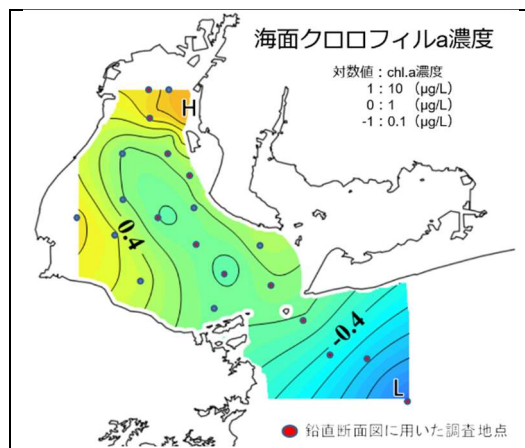 海面クロロフィルa濃度
対数値：chl.a濃度
1：10 （μg/L）
0：1 （μg/L）
-1：0.1 （μg/L）
H
0.4
-0.4
L
鉛直断面図に用いた調査地点